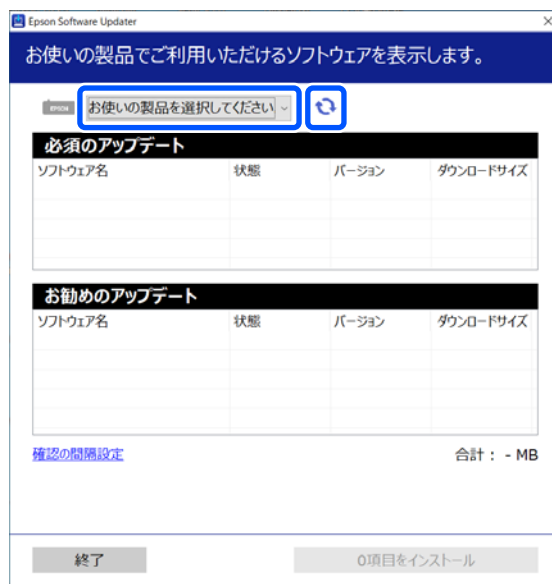 Epson Software Updater
お使いの製品でご利用いただけるソフトウェアを表示します。
EPSON お使いの製品を選択してください
必須のアップデート
ソフトウェア名 状態 バージョン ダウンロードサイズ
お勧めのアップデート
ソフトウェア名 状態 バージョン ダウンロードサイズ
確認の間隔設定 合計： - MB
終了 0項目をインストール